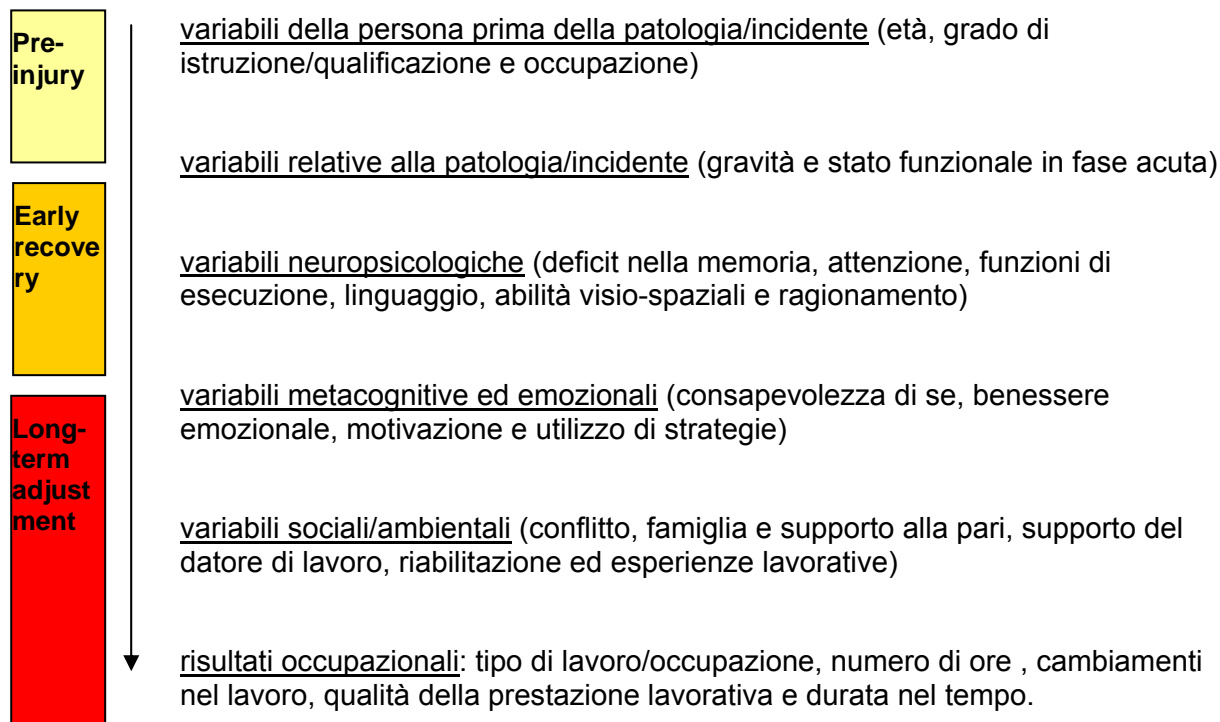 Pre-
injury
variabili della persona prima della patologia/incidente (età, grado di
istruzione/qualificazione e occupazione)
variabili relative alla patologia/incidente (gravità e stato funzionale in fase acuta)
Early
recove
ry
variabili neuropsicologiche (deficit nella memoria, attenzione, funzioni di
esecuzione, linguaggio, abilità visio-spaziali e ragionamento)
variabili metacognitive ed emozionali (consapevolezza di se, benessere
emozionale, motivazione e utilizzo di strategie)
Long-
term
adjust
ment
variabili sociali/ambientali (conflitto, famiglia e supporto alla pari, supporto del
datore di lavoro, riabilitazione ed esperienze lavorative)
risultati occupazionali: tipo di lavoro/occupazione, numero di ore , cambiamenti
nel lavoro, qualità della prestazione lavorativa e durata nel tempo.